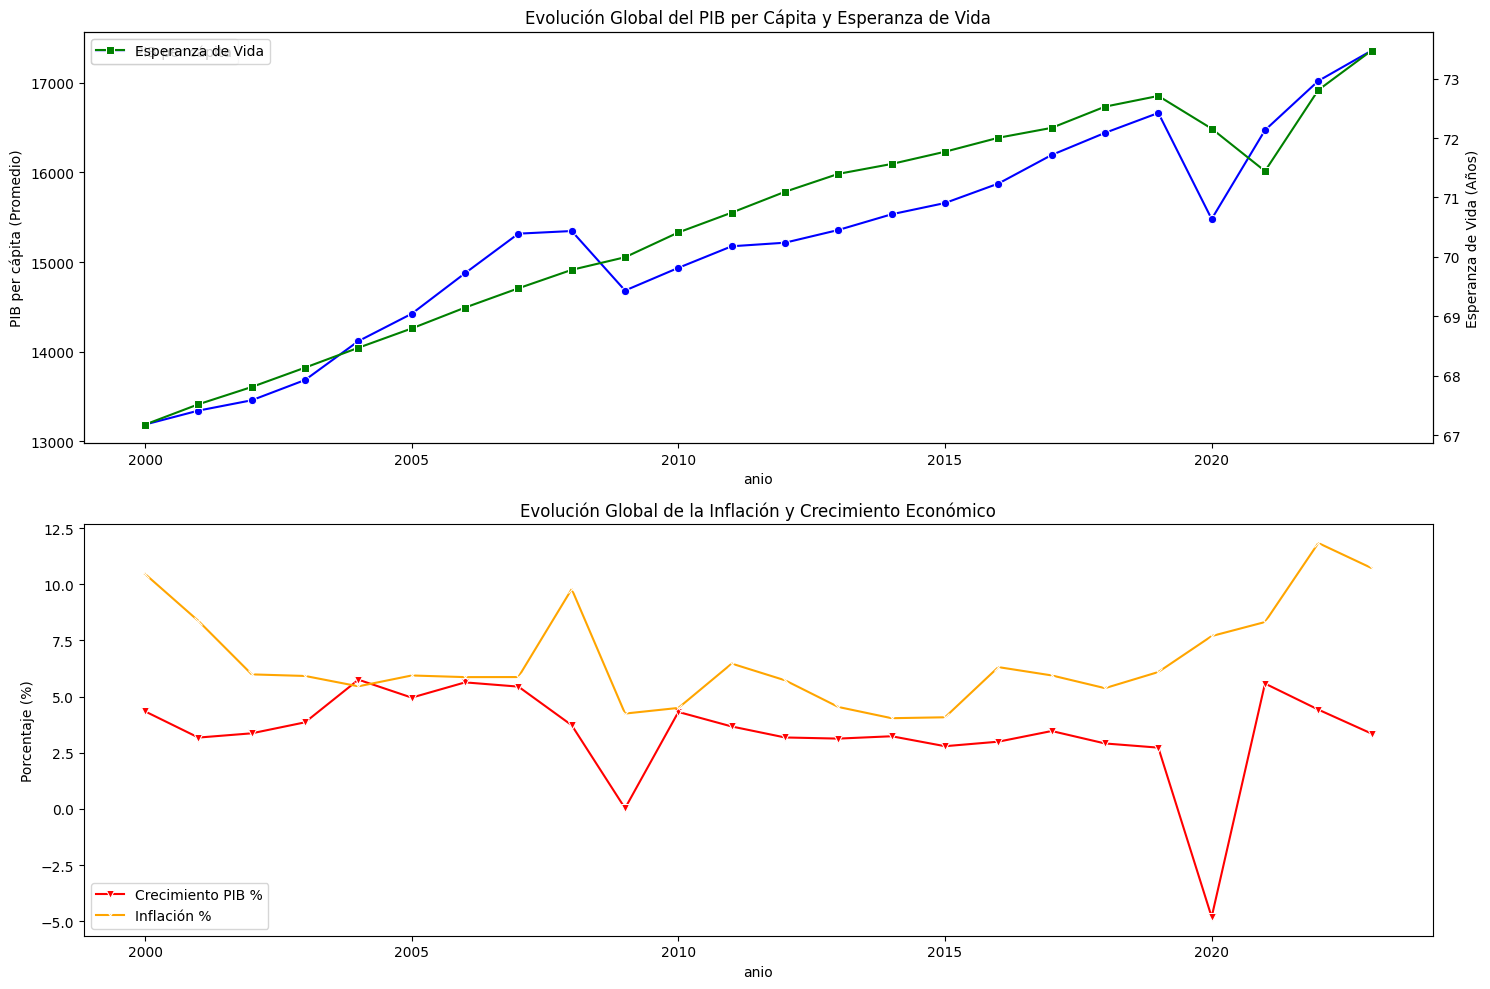 Evolución Global del PIB per Cápita y Esperanza de Vida
Esperanza de Vida
PIB per cápita (Promedio)
17000
16000
15000
14000
13000
73
72
71
70
69
68
67
Esperanza de Vida (Años)
2000 2005 2010 2015 2020
anio
Evolución Global de la Inflación y Crecimiento Económico
Porcentaje (%)
12.5
10.0
7.5
5.0
2.5
0.0
−2.5
−5.0
Crecimiento PIB %
Inflación %
2000 2005 2010 2015 2020
anio